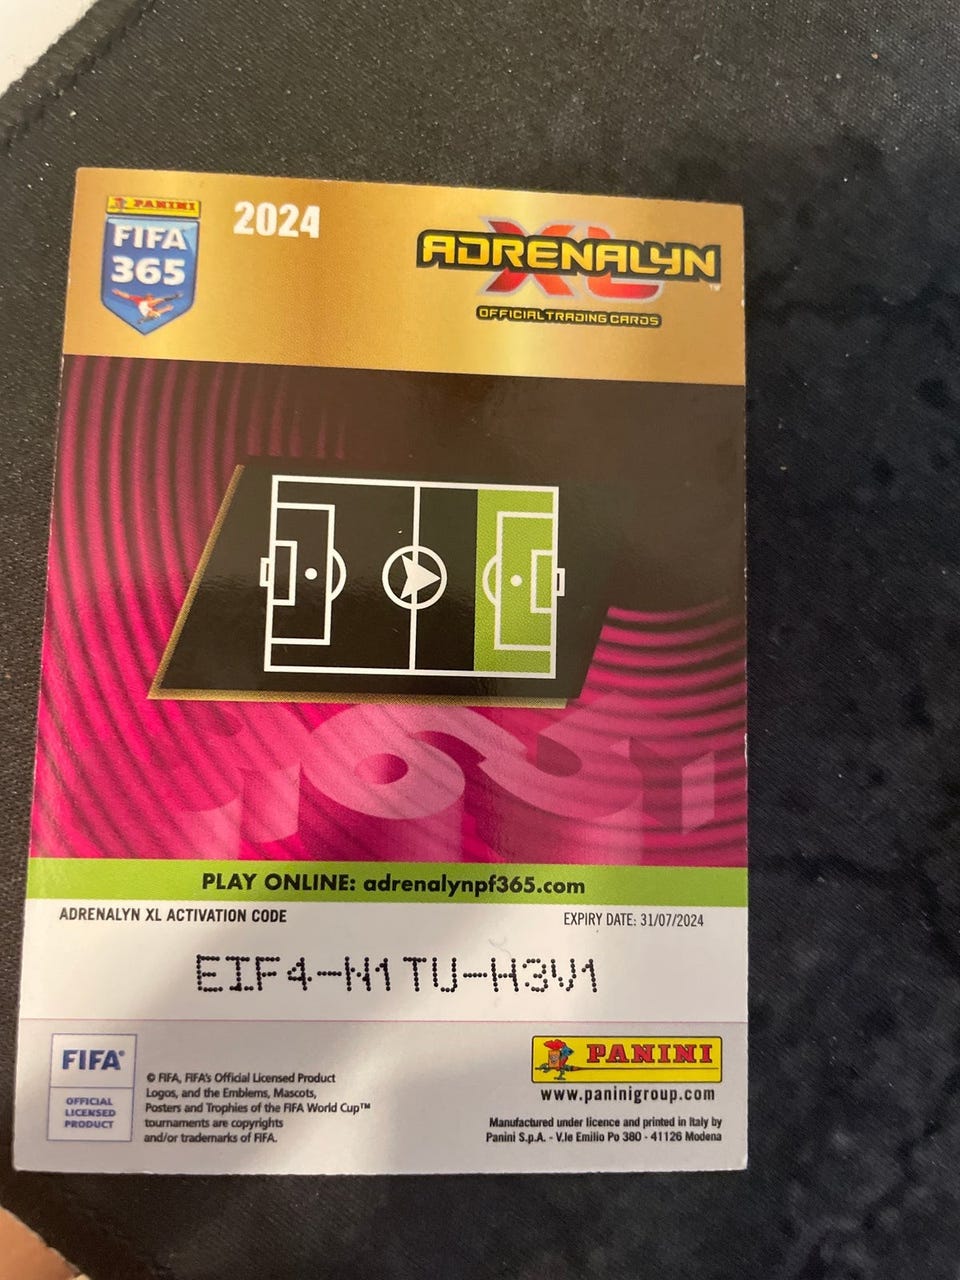 PANINI
FIFA
365
2024
ADRENALYN
XL
™
OFFICIAL TRADING CARDS
PLAY ONLINE: adrenalynpf365.com
ADRENALYN XL ACTIVATION CODE
EXPIRY DATE: 31/07/2024
EIF4-N1TU-H3V1
FIFA®
OFFICIAL
LICENSED
PRODUCT
© FIFA, FIFA's Official Licensed Product
Logos, and the Emblems, Mascots,
Posters and Trophies of the FIFA World Cup™
tournaments are copyrights
and/or trademarks of FIFA.
PANINI
www.paninigroup.com
Manufactured under licence and printed in Italy by
Panini S.p.A. - V.le Emilio Po 380 - 41126 Modena